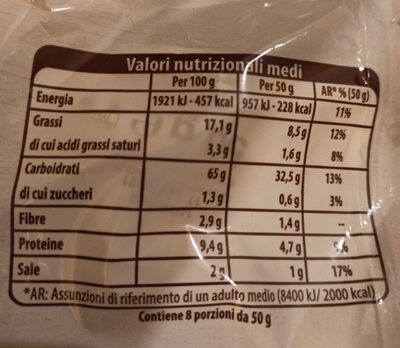 Valori nutrizionali medi
Per 100 g Per 50 g AR* % (50 g)
Energia 1921 kJ - 457 kcal 957 kJ - 228 kcal 11%
Grassi 17,1 g 8,5 g 12%
di cui acidi grassi saturi 3,3 g 1,6 g 8%
Carboidrati 65 g 32,5 g 13%
di cui zuccheri 1,3 g 0,6 g 3%
Fibre 2,9 g 1,4 g --
Proteine 9,4 g 4,7 g
Sale 2 g 1 g 17%
*AR: Assunzioni di riferimento di un adulto medio (8400 kJ/ 2000 kcal)
Contiene 8 porzioni da 50 g